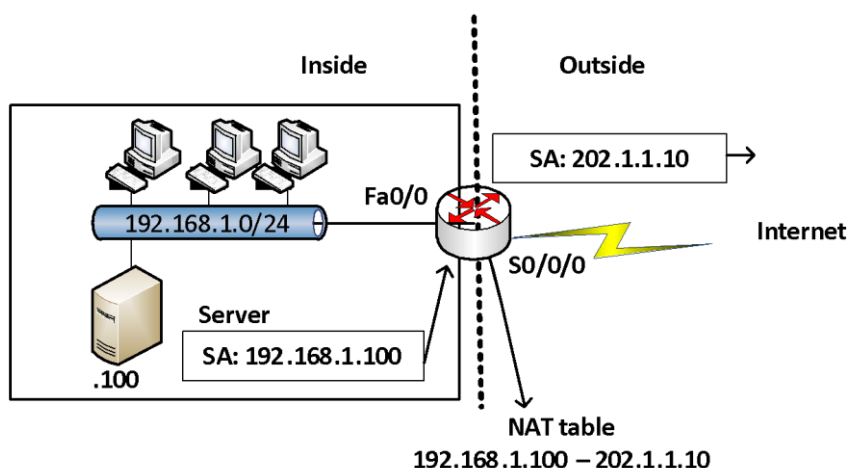 Inside
Outside
SA: 202.1.1.10
Fa0/0
192.168.1.0/24
Internet
S0/0/0
Server
SA: 192.168.1.100
.100
NAT table
192.168.1.100 – 202.1.1.10